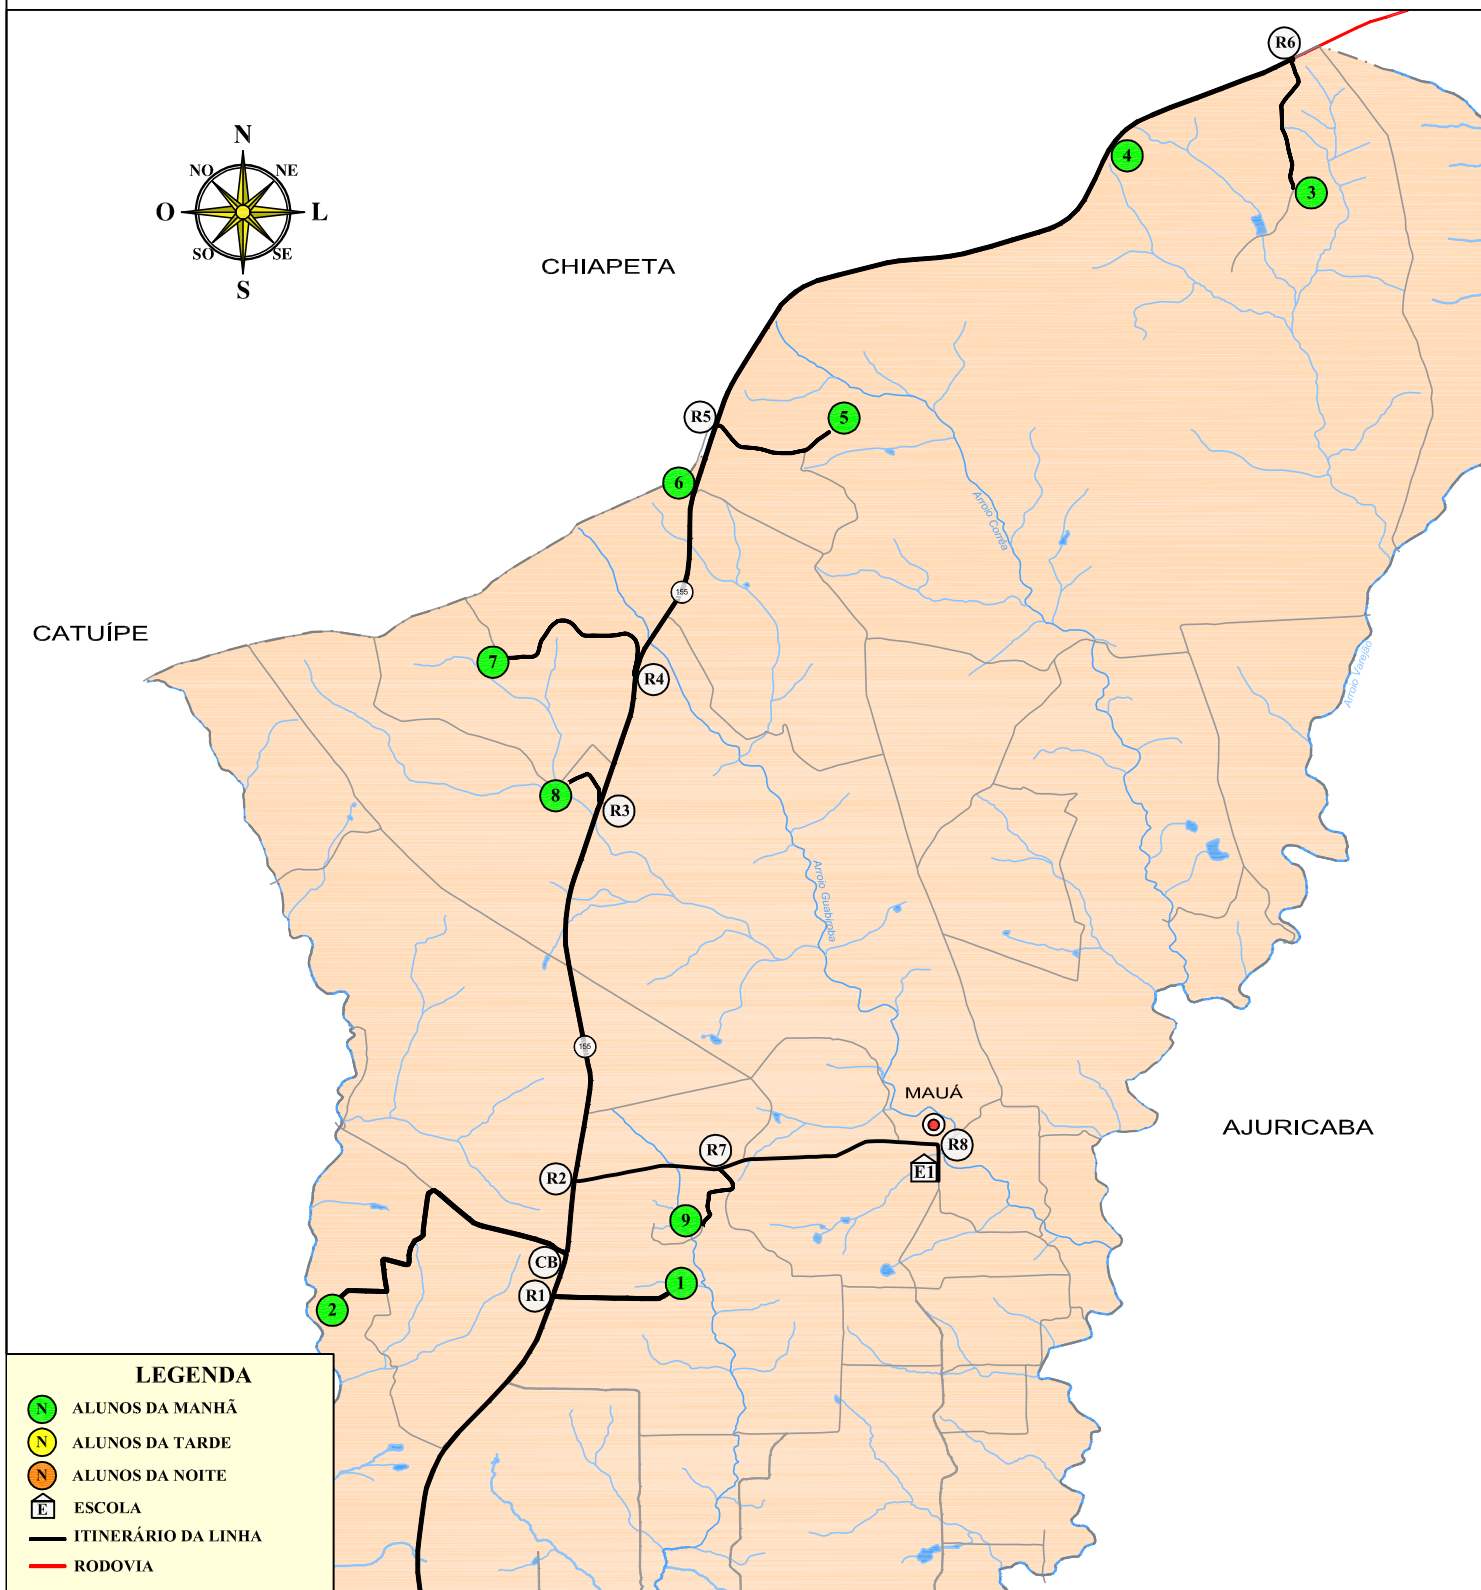 R6
N
NO
NE
4
O
L
3
SO
SE
CHIAPETA
S
R5
5
6
Arroio Corrêa
155
CATUÍPE
7
R4
Arroio Varejão
8
R3
Arroio Guabiroba
155
MAUÁ
AJURICABA
R7
R8
R2
E1
9
CB
1
R1
2
LEGENDA
N ALUNOS DA MANHÃ
N ALUNOS DA TARDE
N ALUNOS DA NOITE
E ESCOLA
ITINERÁRIO DA LINHA
RODOVIA